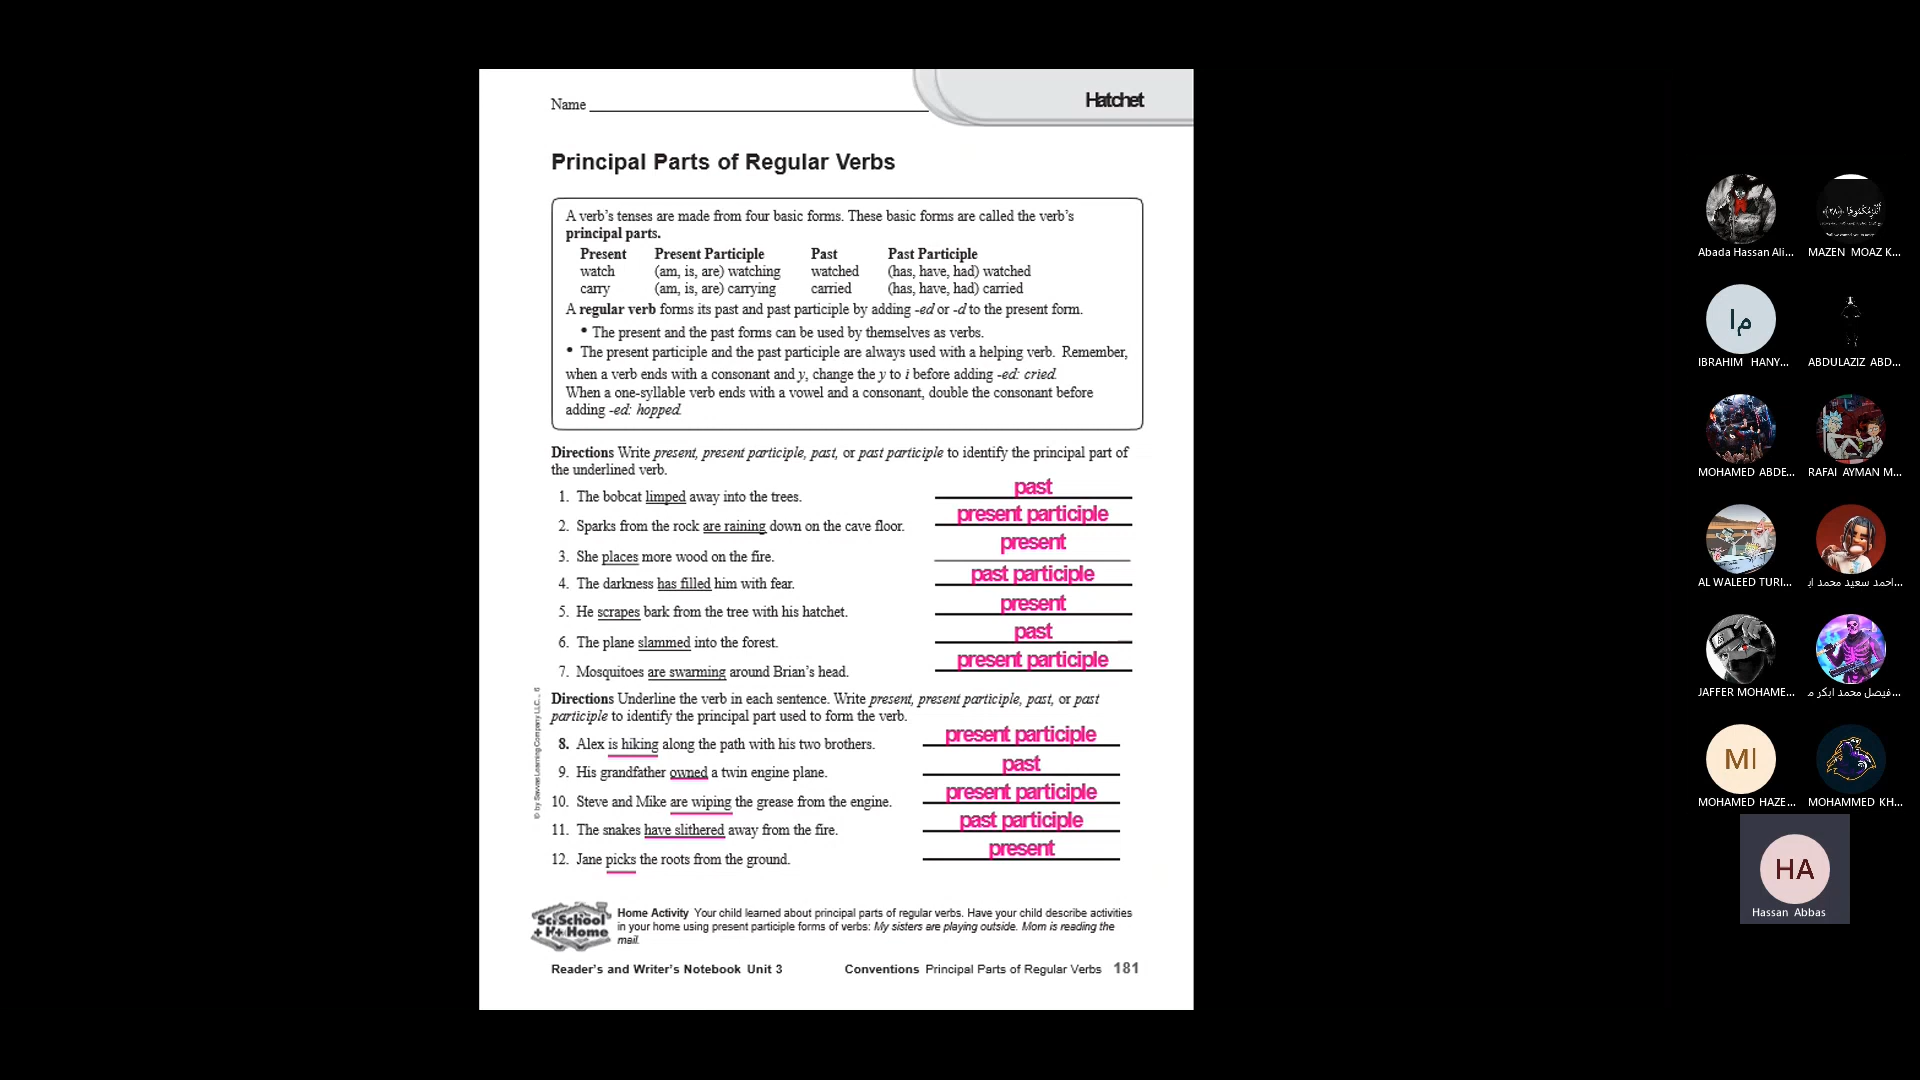 Hatchet
Name
Principal Parts of Regular Verbs
A verb's tenses are made from four basic forms. These basic forms are called the verb's
principal parts.
Present Present Participle Past Past Participle
watch (am, is, are) watching watched (has, have, had) watched
carry (am, is, are) carrying carried (has, have, had) carried
A regular verb forms its past and past participle by adding -ed or -d to the present form.
• The present and the past forms can be used by themselves as verbs.
• The present participle and the past participle are always used with a helping verb. Remember,
when a verb ends with a consonant and y, change the y to i before adding -ed: cried.
When a one-syllable verb ends with a vowel and a consonant, double the consonant before
adding -ed: hopped.
Directions Write present, present participle, past, or past participle to identify the principal part of
the underlined verb.
1. The bobcat limped away into the trees. past
2. Sparks from the rock are raining down on the cave floor. present participle
3. She places more wood on the fire. present
4. The darkness has filled him with fear. past participle
5. He scrapes bark from the tree with his hatchet. present
6. The plane slammed into the forest. past
7. Mosquitoes are swarming around Brian's head. present participle
Directions Underline the verb in each sentence. Write present, present participle, past, or past
participle to identify the principal part used to form the verb.
8. Alex is hiking along the path with his two brothers. present participle
9. His grandfather owned a twin engine plane. past
10. Steve and Mike are wiping the grease from the engine. present participle
11. The snakes have slithered away from the fire. past participle
12. Jane picks the roots from the ground. present
© by Savvas Learning Company LLC., 6
School
+ Home
Home Activity Your child learned about principal parts of regular verbs. Have your child describe activities
in your home using present participle forms of verbs: My sisters are playing outside. Mom is reading the
mail.
Reader's and Writer's Notebook Unit 3 Conventions Principal Parts of Regular Verbs 181
Abada Hassan Ali... MAZEN MOAZ K...
ما
IBRAHIM HANY... ABDULAZIZ ABD...
MOHAMED ABDE... RAFAI AYMAN M...
AL WALEED TURI... احمد سعيد محمد اب...
JAFFER MOHAME... فيصل محمد ابكر م...
MI
MOHAMED HAZE... MOHAMMED KH...
HA
Hassan Abbas